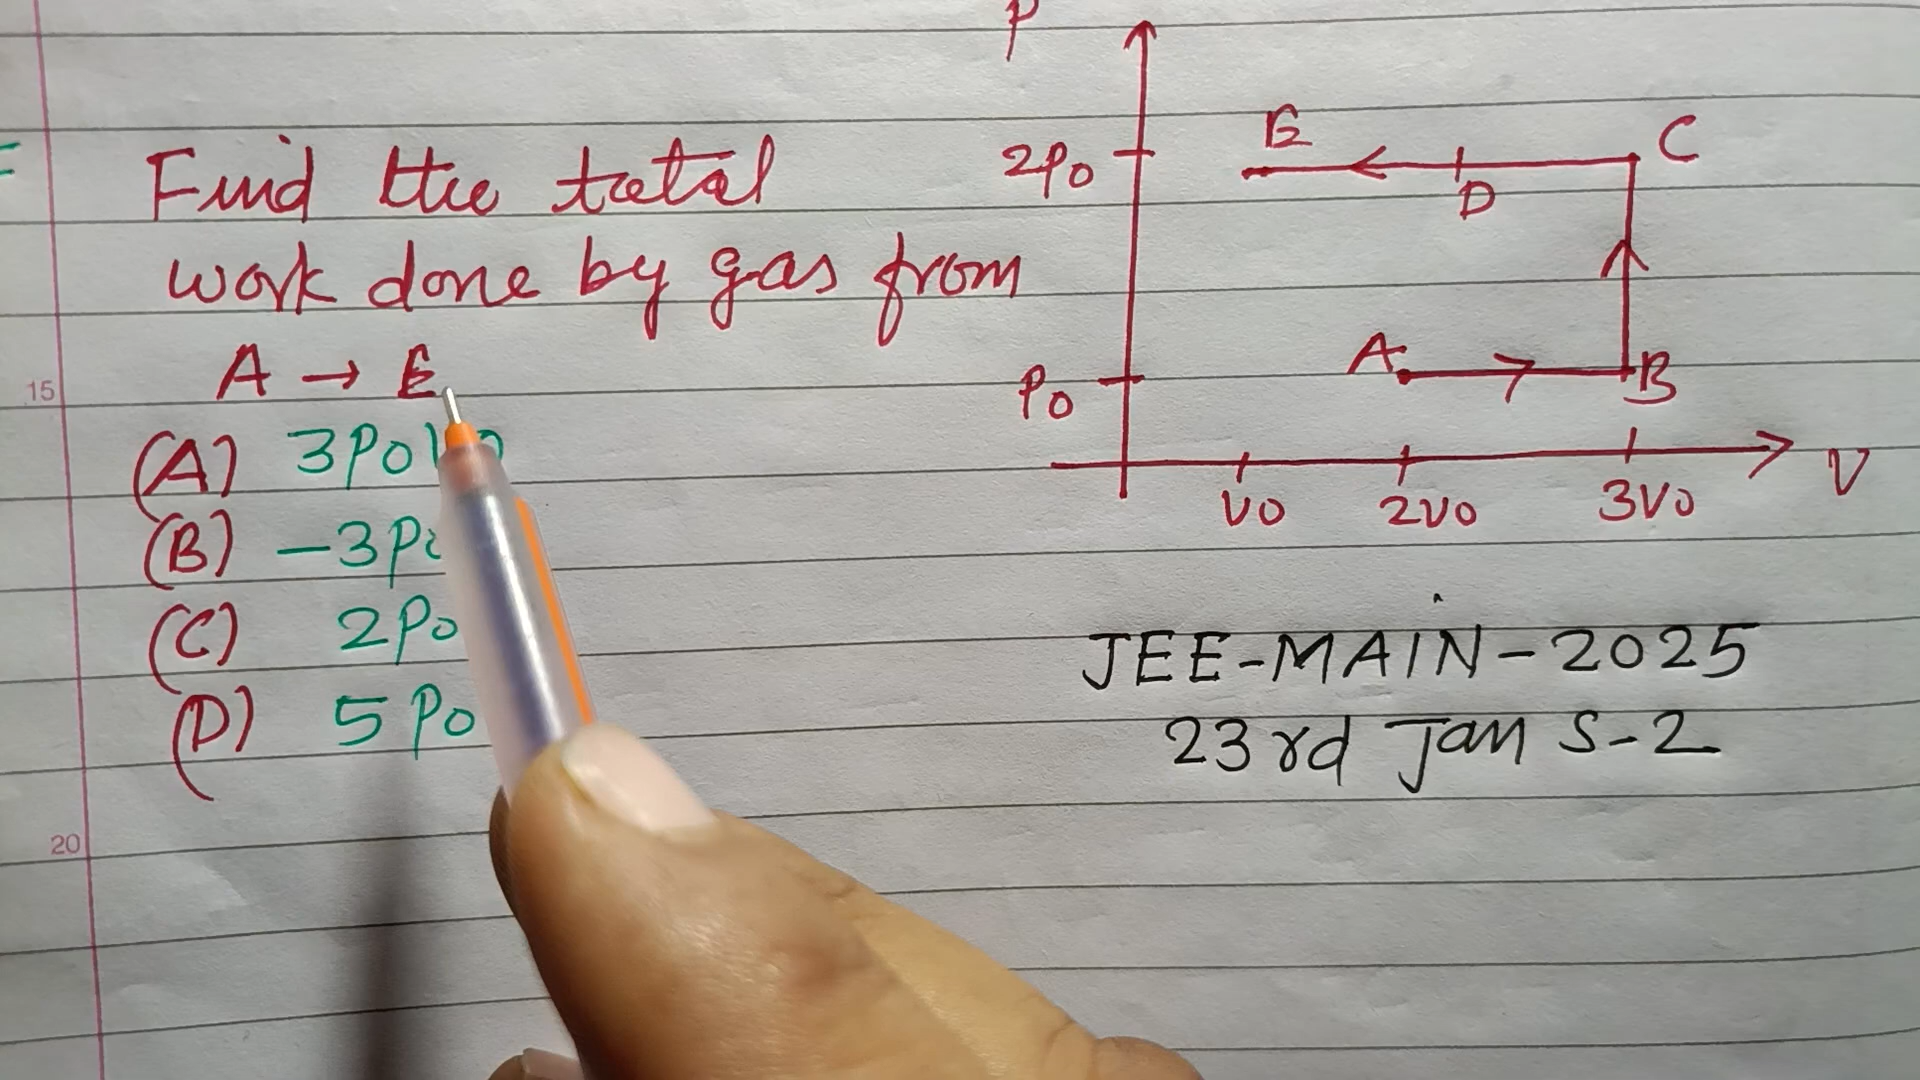 Find the total
work done by gas from
A → E
15
(A) 3P0V0
(B) -3P0
(C) 2P0
(D) 5P0
20
P
2P0
P0
E
D
C
A
B
V0
2V0
3V0
V
JEE-MAIN-2025
23rd Jan S-2